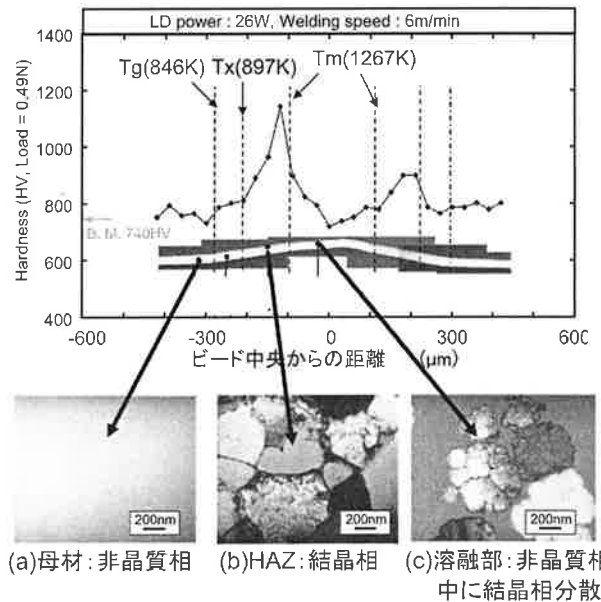 LD power : 26W, Welding speed : 6m/min
1400
1200
1000
800
600
400
Hardness (HV, Load = 0.49N)
Tg(846K) Tx(897K) Tm(1267K)
B. M. 740HV
-600 -300 0 300 600
ビード中央からの距離 (μm)
200nm 200nm 200nm
(a)母材:非晶質相 (b)HAZ:結晶相 (c)溶融部:非晶質相
中に結晶相分散